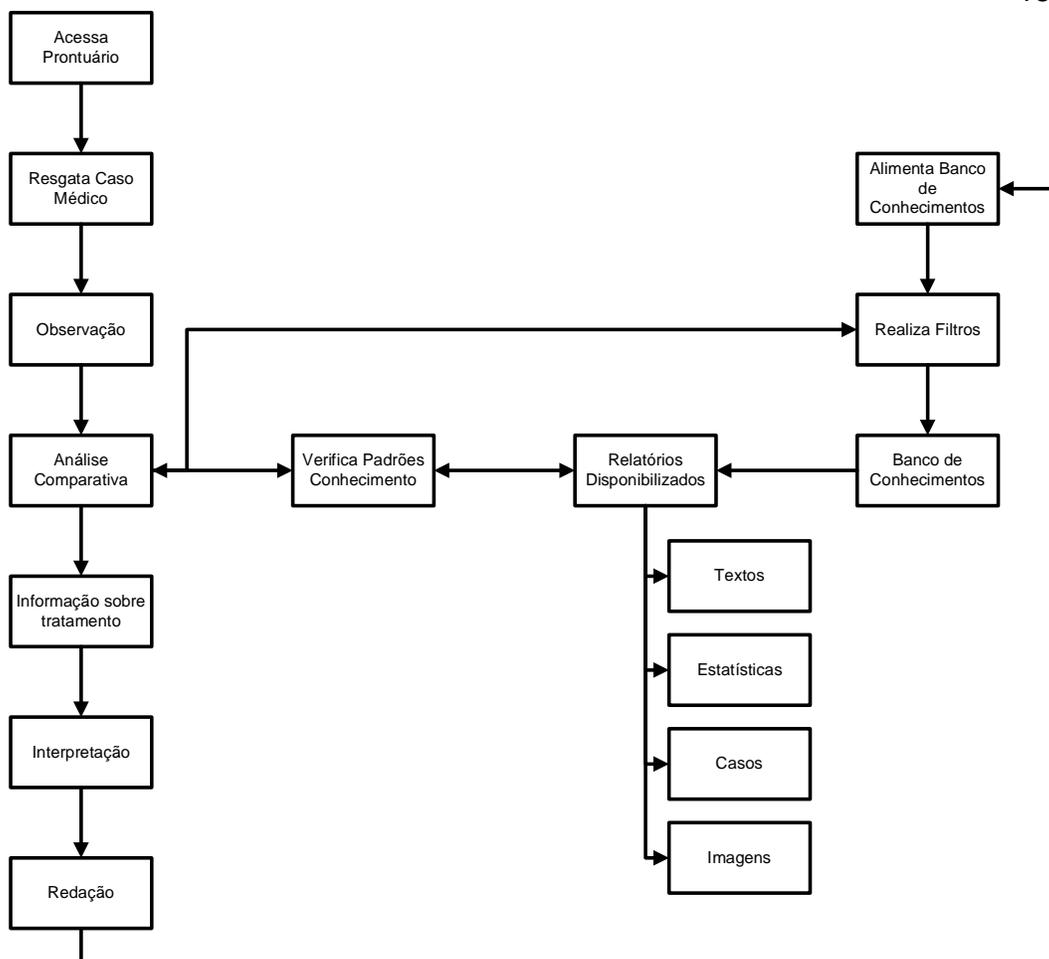 Acessa
Prontuário
Resgata Caso
Médico
Alimenta Banco
de
Conhecimentos
Observação
Realiza Filtros
Análise
Comparativa
Verifica Padrões
Conhecimento
Relatórios
Disponibilizados
Banco de
Conhecimentos
Textos
Informação sobre
tratamento
Estatísticas
Interpretação
Casos
Imagens
Redação